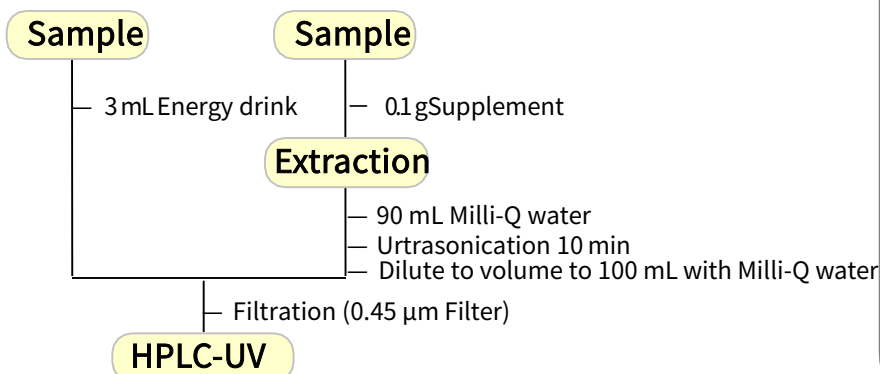 Sample
Sample
3 mL Energy drink
0.1 gSupplement
Extraction
90 mL Milli-Q water
Urtrasonication 10 min
Dilute to volume to 100 mL with Milli-Q water
Filtration (0.45 µm Filter)
HPLC-UV